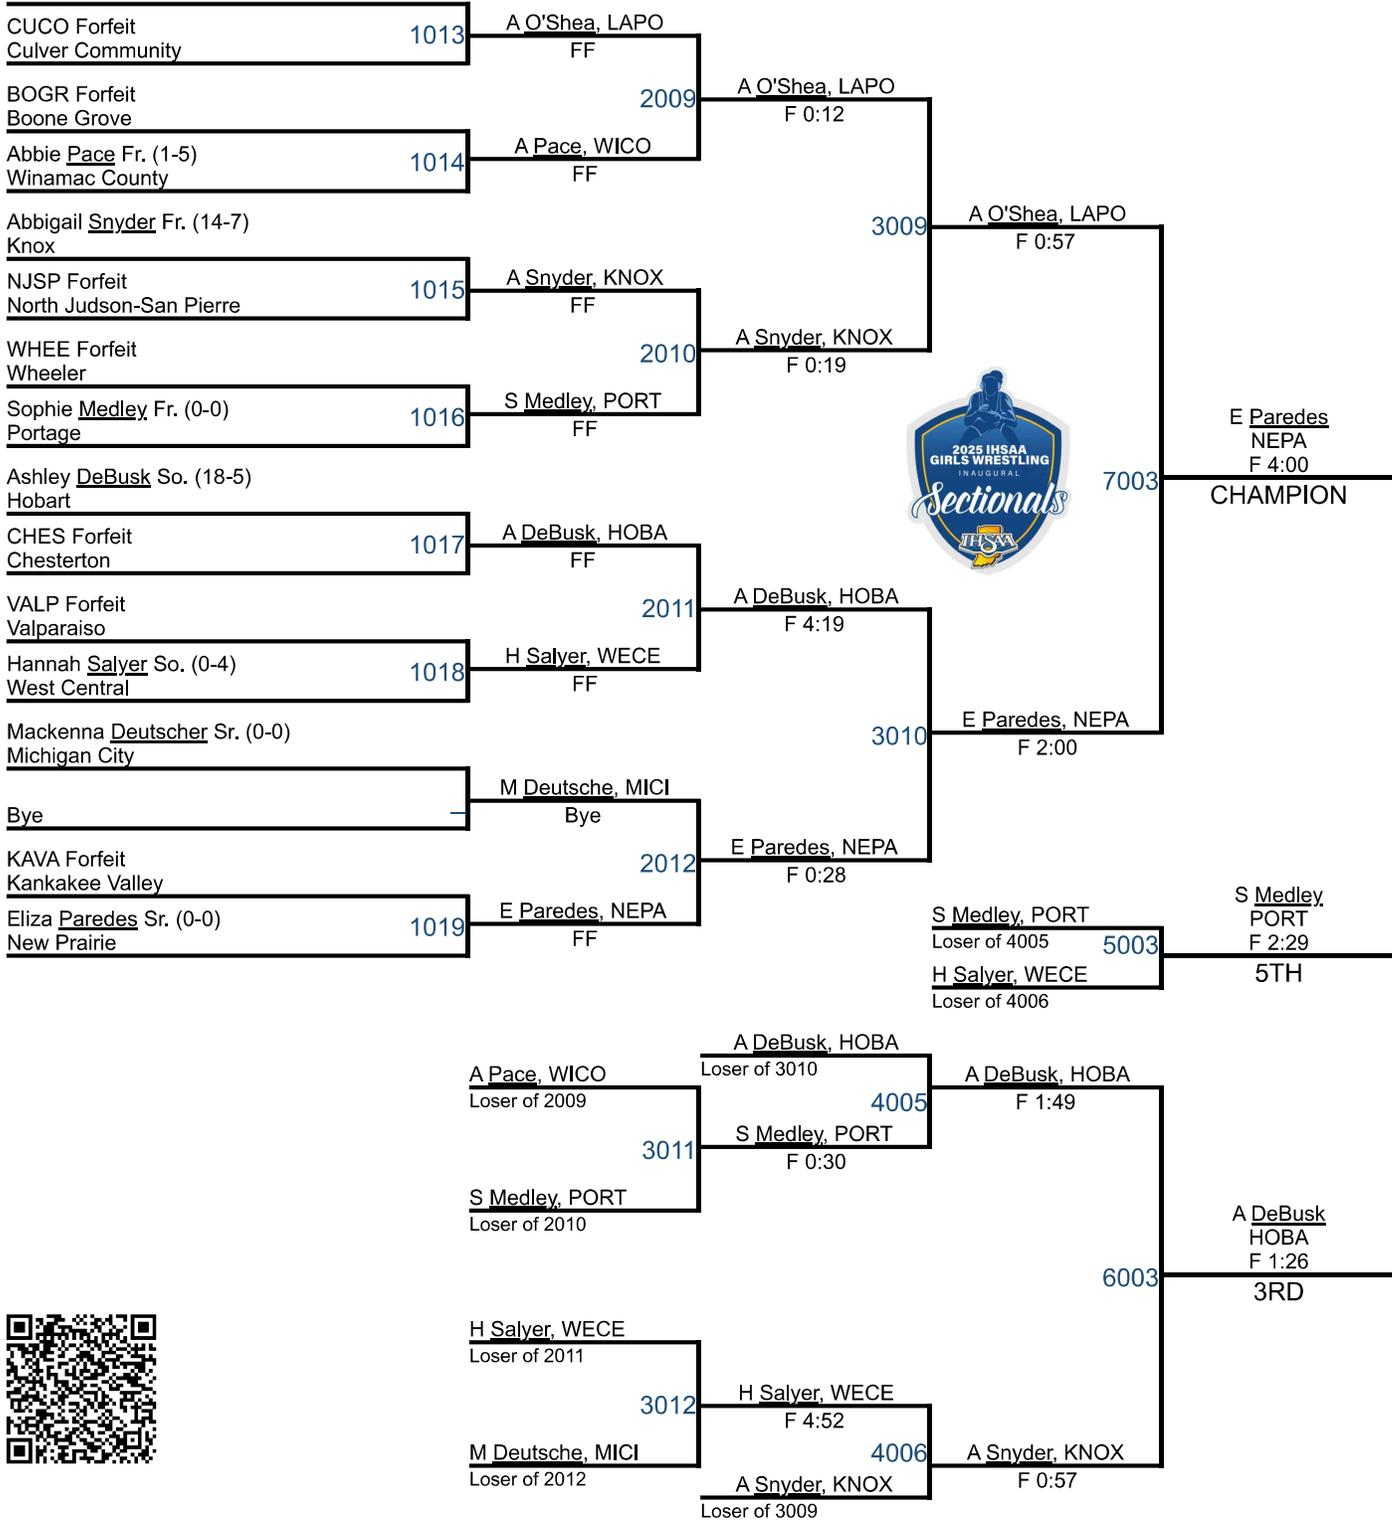 CUCO Forfeit
Culver Community
1013
A O'Shea, LAPO
FF
BOGR Forfeit
Boone Grove
2009
A O'Shea, LAPO
F 0:12
Abbie Pace Fr. (1-5)
Winamac County
1014
A Pace, WICO
FF
Abbigail Snyder Fr. (14-7)
Knox
3009
A O'Shea, LAPO
F 0:57
NJSP Forfeit
North Judson-San Pierre
1015
A Snyder, KNOX
FF
WHEE Forfeit
Wheeler
2010
A Snyder, KNOX
F 0:19
Sophie Medley Fr. (0-0)
Portage
1016
S Medley, PORT
FF
2025 IHSAA
GIRLS WRESTLING
INAUGURAL
Sectionals
IHSAA
7003
E Paredes
NEPA
F 4:00
CHAMPION
Ashley DeBusk So. (18-5)
Hobart
CHES Forfeit
Chesterton
1017
A DeBusk, HOBA
FF
VALP Forfeit
Valparaiso
2011
A DeBusk, HOBA
F 4:19
Hannah Salyer So. (0-4)
West Central
1018
H Salyer, WECE
FF
Mackenna Deutscher Sr. (0-0)
Michigan City
3010
E Paredes, NEPA
F 2:00
Bye
M Deutsche, MICI
Bye
KAVA Forfeit
Kankakee Valley
2012
E Paredes, NEPA
F 0:28
Eliza Paredes Sr. (0-0)
New Prairie
1019
E Paredes, NEPA
FF
S Medley, PORT
Loser of 4005
5003
H Salyer, WECE
Loser of 4006
S Medley
PORT
F 2:29
5TH
A DeBusk, HOBA
Loser of 3010
A Pace, WICO
Loser of 2009
4005
A DeBusk, HOBA
F 1:49
3011
S Medley, PORT
F 0:30
S Medley, PORT
Loser of 2010
6003
A DeBusk
HOBA
F 1:26
3RD
H Salyer, WECE
Loser of 2011
3012
H Salyer, WECE
F 4:52
M Deutsche, MICI
Loser of 2012
4006
A Snyder, KNOX
F 0:57
A Snyder, KNOX
Loser of 3009